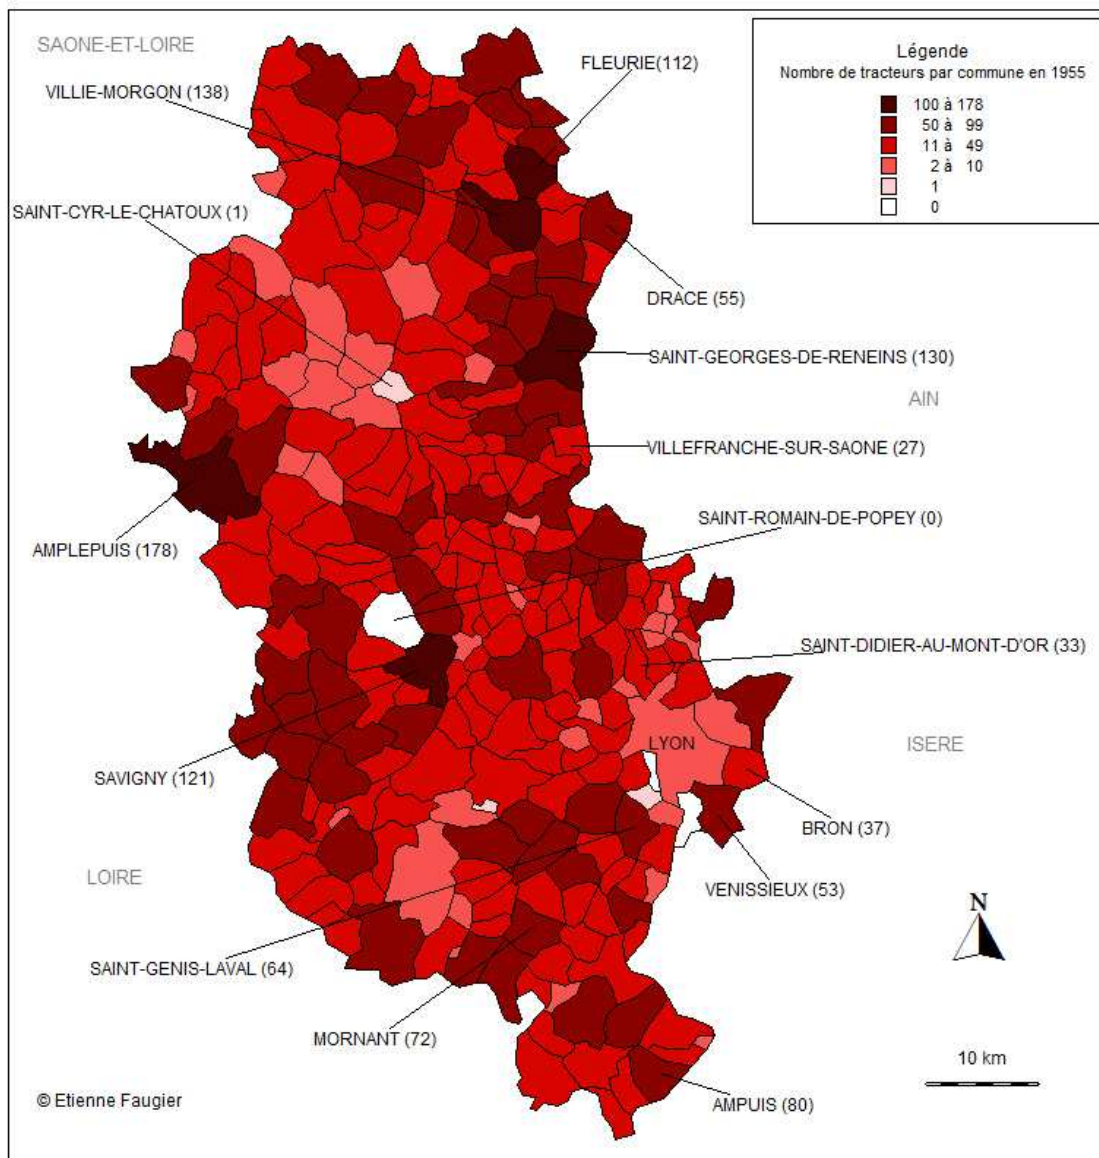 SAONE-ET-LOIRE
VILLIE-MORGON (138)
FLEURIE(112)
Légende
Nombre de tracteurs par commune en 1955
100 à 178
50 à 99
11 à 49
2 à 10
1
0
SAINT-CYR-LE-CHATOUX (1)
DRACE (55)
SAINT-GEORGES-DE-RENEINS (130)
AIN
VILLEFRANCHE-SUR-SAONE (27)
SAINT-ROMAIN-DE-POPEY (0)
AMPLEPUIS (178)
SAINT-DIDIER-AU-MONT-D'OR (33)
LYON
ISERE
SAVIGNY (121)
BRON (37)
LOIRE
VENISSIEUX (53)
N
SAINT-GENIS-LAVAL (64)
MORNANT (72)
10 km
© Etienne Faugier
AMPUIS (80)